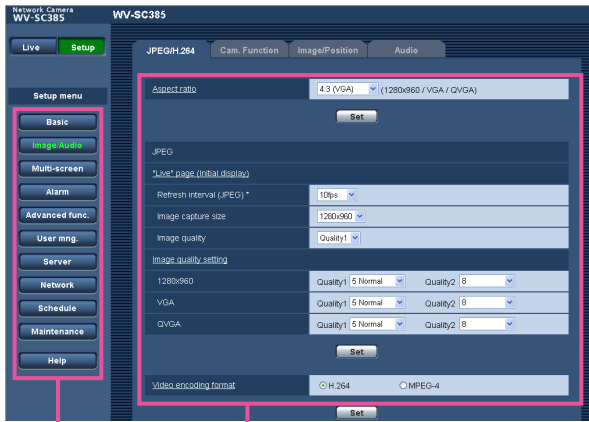 Network Camera
WV-SC385
WV-SC385
Live
Setup
JPEG/H.264
Cam. Function
Image/Position
Audio
Setup menu
Basic
Image/Audio
Multi-screen
Alarm
Advanced func.
User mng.
Server
Network
Schedule
Maintenance
Help
Aspect ratio
4:3 (VGA)
(1280x960 / VGA / QVGA)
Set
JPEG
"Live" page (Initial display)
Refresh interval (JPEG) *
10fps
Image capture size
1280x960
Image quality
Quality1
Image quality setting
1280x960
Quality1 5 Normal
Quality2 8
VGA
Quality1 5 Normal
Quality2 8
QVGA
Quality1 5 Normal
Quality2 8
Set
Video encoding format
H.264
MPEG-4
Set